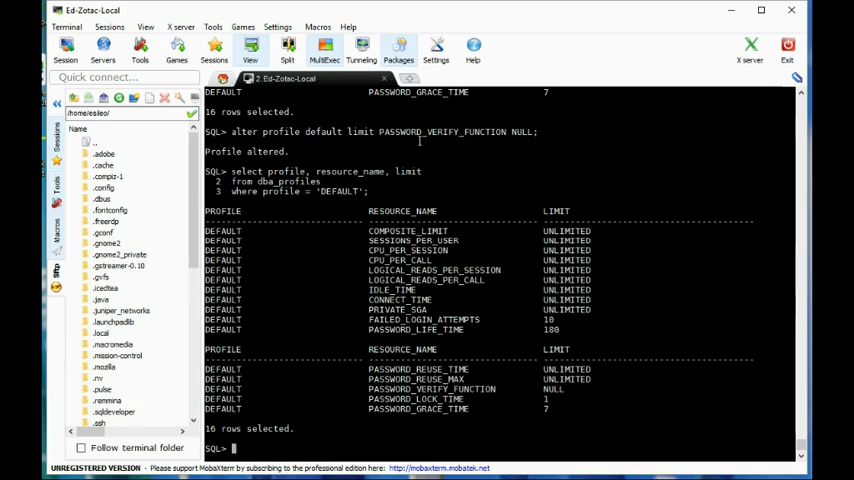 Ed-Zotac-Local
Terminal Sessions View X server Tools Games Settings Macros Help
Session Servers Tools Games Sessions View Split MultiExec Tunneling Packages Settings Help X server Exit
Quick connect...
2. Ed-Zotac-Local
/home/esileo/
Name
..
.adobe
.cache
.compiz-1
.config
.dbus
.fontconfig
.freerdp
.gconf
.gnome2
.gnome2_private
.gstreamer-0.10
.gvfs
.icedtea
.java
.juniper_networks
.launchpadlib
.local
.macromedia
.mission-control
.mozilla
.nv
.pulse
.remmina
.sqldeveloper
.ssh
Sessions
Tools
Macros
Sftp
Follow terminal folder
DEFAULT PASSWORD_GRACE_TIME 7
16 rows selected.
SQL> alter profile default limit PASSWORD_VERIFY_FUNCTION NULL;
Profile altered.
SQL> select profile, resource_name, limit
2 from dba_profiles
3 where profile = 'DEFAULT';
PROFILE RESOURCE_NAME LIMIT
DEFAULT COMPOSITE_LIMIT UNLIMITED
DEFAULT SESSIONS_PER_USER UNLIMITED
DEFAULT CPU_PER_SESSION UNLIMITED
DEFAULT CPU_PER_CALL UNLIMITED
DEFAULT LOGICAL_READS_PER_SESSION UNLIMITED
DEFAULT LOGICAL_READS_PER_CALL UNLIMITED
DEFAULT IDLE_TIME UNLIMITED
DEFAULT CONNECT_TIME UNLIMITED
DEFAULT PRIVATE_SGA UNLIMITED
DEFAULT FAILED_LOGIN_ATTEMPTS 10
DEFAULT PASSWORD_LIFE_TIME 180
PROFILE RESOURCE_NAME LIMIT
DEFAULT PASSWORD_REUSE_TIME UNLIMITED
DEFAULT PASSWORD_REUSE_MAX UNLIMITED
DEFAULT PASSWORD_VERIFY_FUNCTION NULL
DEFAULT PASSWORD_LOCK_TIME 1
DEFAULT PASSWORD_GRACE_TIME 7
16 rows selected.
SQL>
UNREGISTERED VERSION - Please support MobaXterm by subscribing to the professional edition here: http://mobaxterm.mobatek.net